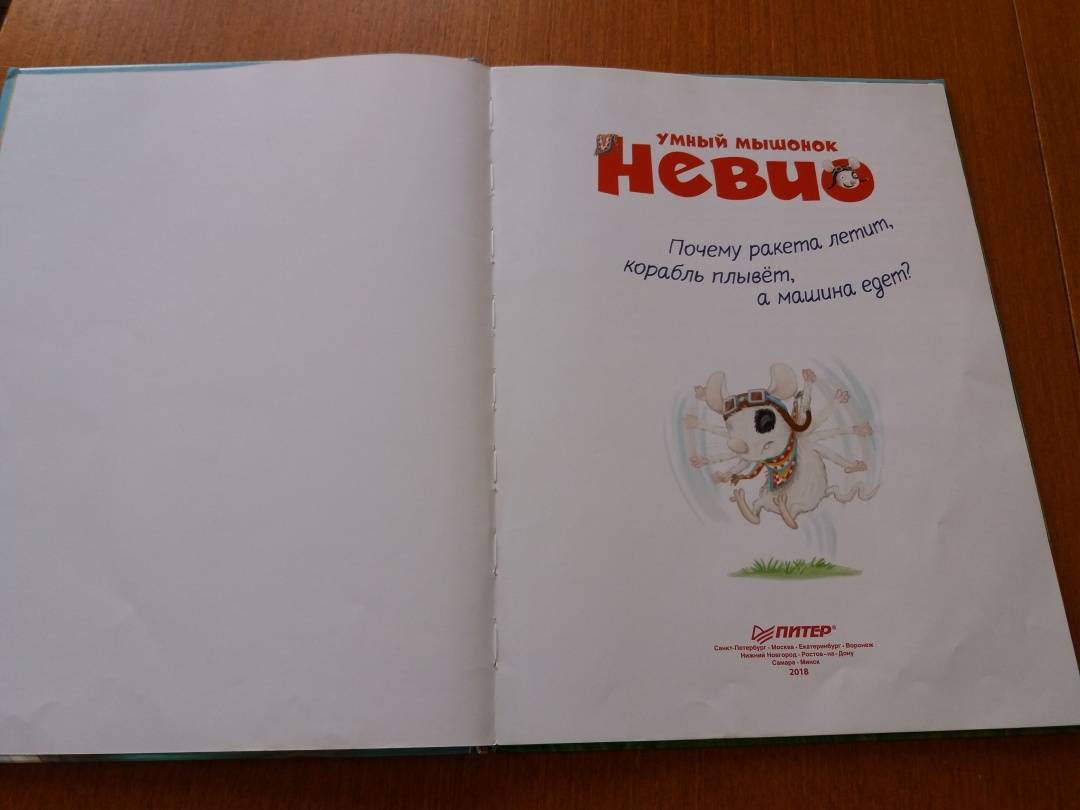 УМНЫЙ МЫШОНОК
НЕВИО
Почему ракета летит,
корабль плывёт,
а машина едет?
ПИТЕР®
Санкт-Петербург • Москва • Екатеринбург • Воронеж
Нижний Новгород • Ростов-на-Дону
Самара • Минск
2018